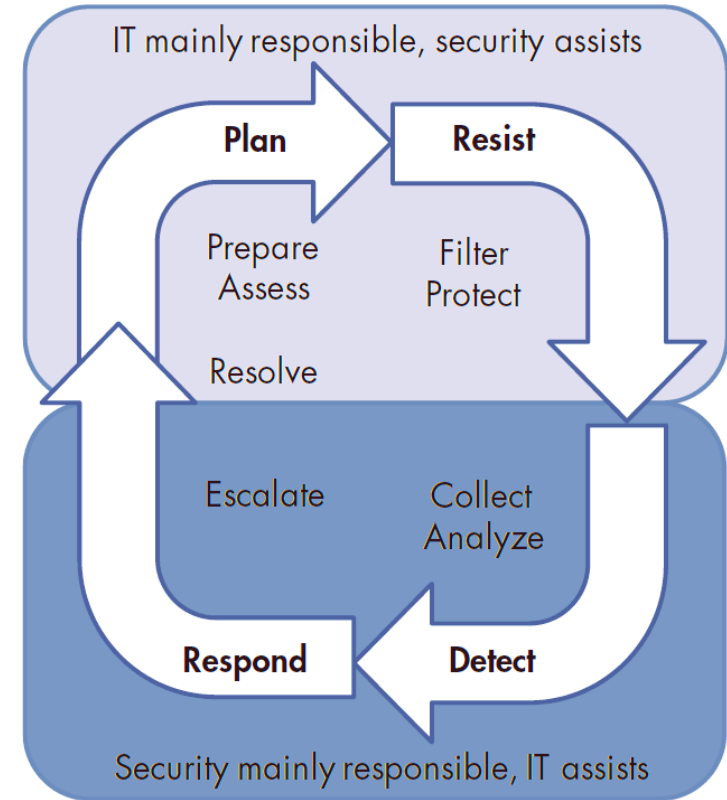 IT mainly responsible, security assists
Plan
Resist
Prepare
Assess
Filter
Protect
Resolve
Escalate
Collect
Analyze
Respond
Detect
Security mainly responsible, IT assists